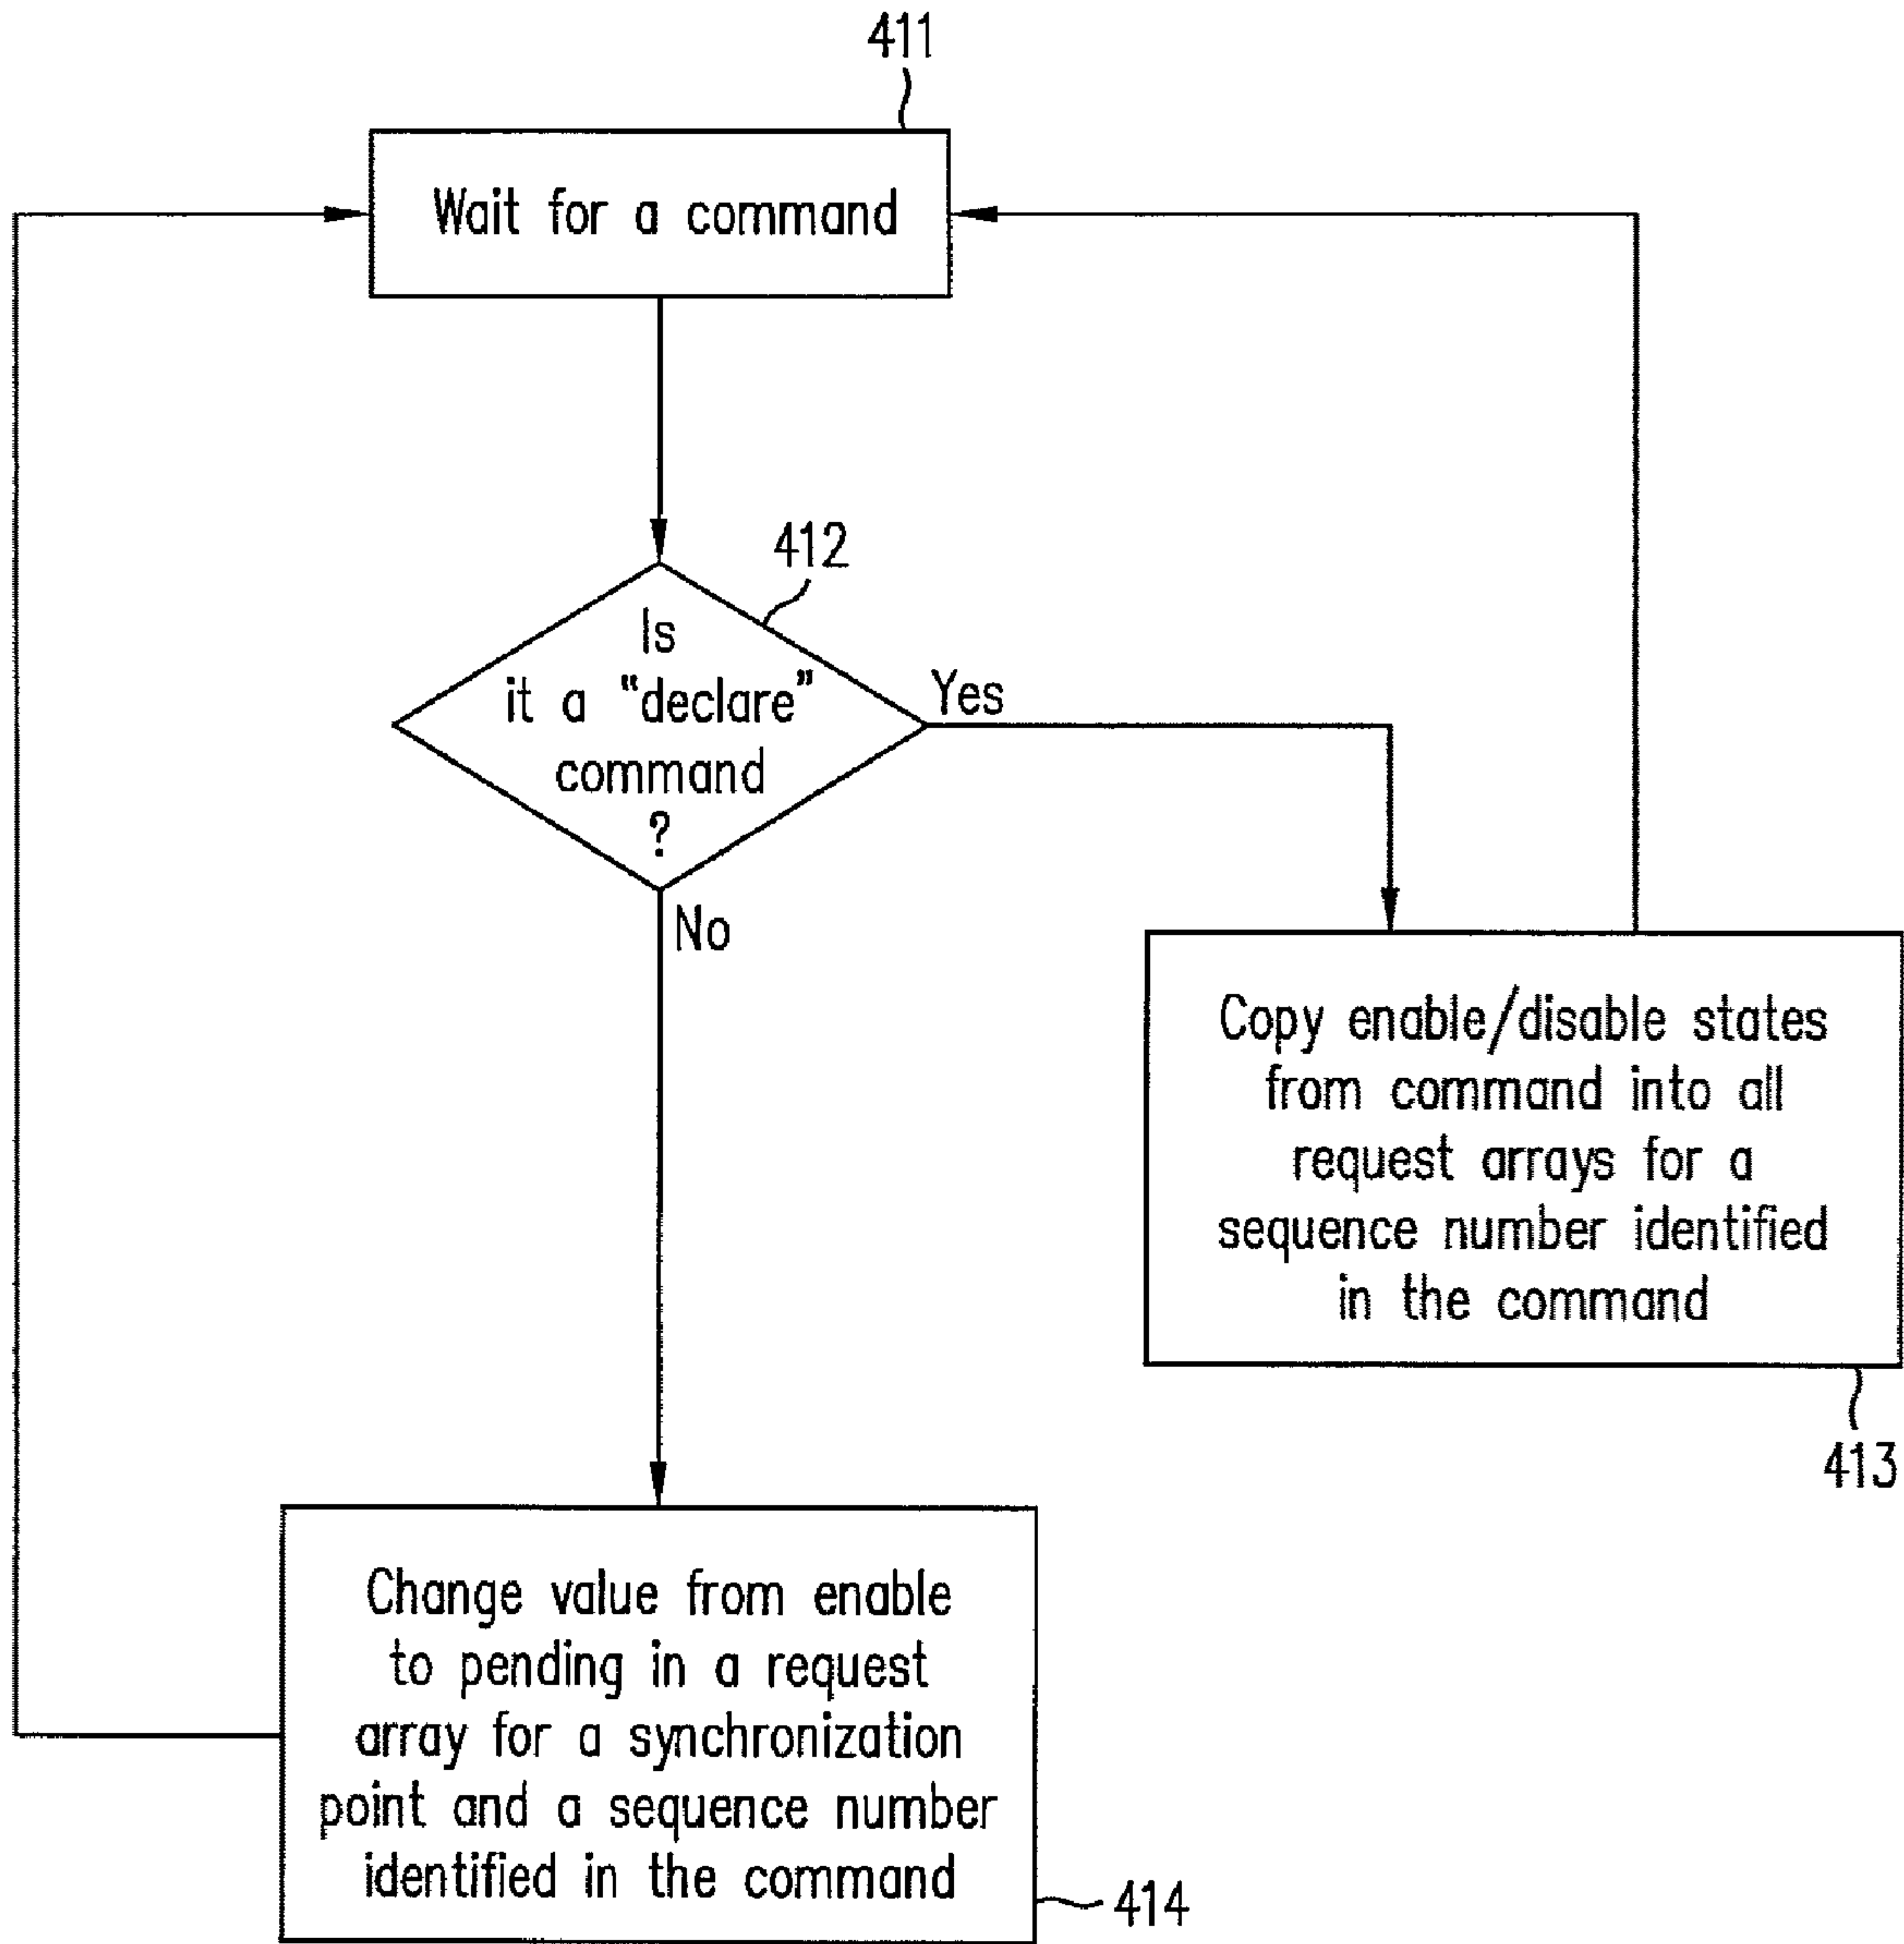 411
Wait for a command
412
Is
it a “declare”
command
?
Yes
No
Copy enable/disable states
from command into all
request arrays for a
sequence number identified
in the command
413
Change value from enable
to pending in a request
array for a synchronization
point and a sequence number
identified in the command
414